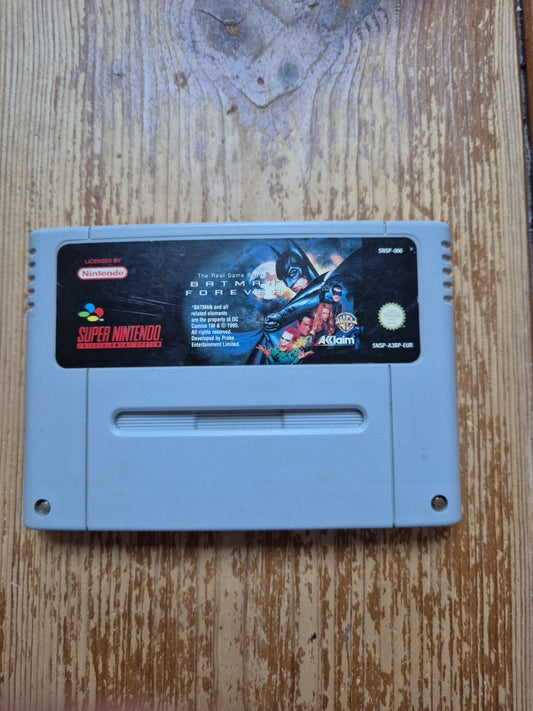 LICENSED BY
Nintendo
SUPER NINTENDO
ENTERTAINMENT SYSTEM
The Real Game
BATMAN
FOREVER
*BATMAN and all
related elements
are the property of DC
Comics TM & © 1995
All rights reserved.
Developed by Probe
Entertainment Limited.
AKklaim
SNSP-006
SNSP-A3BP-EUR